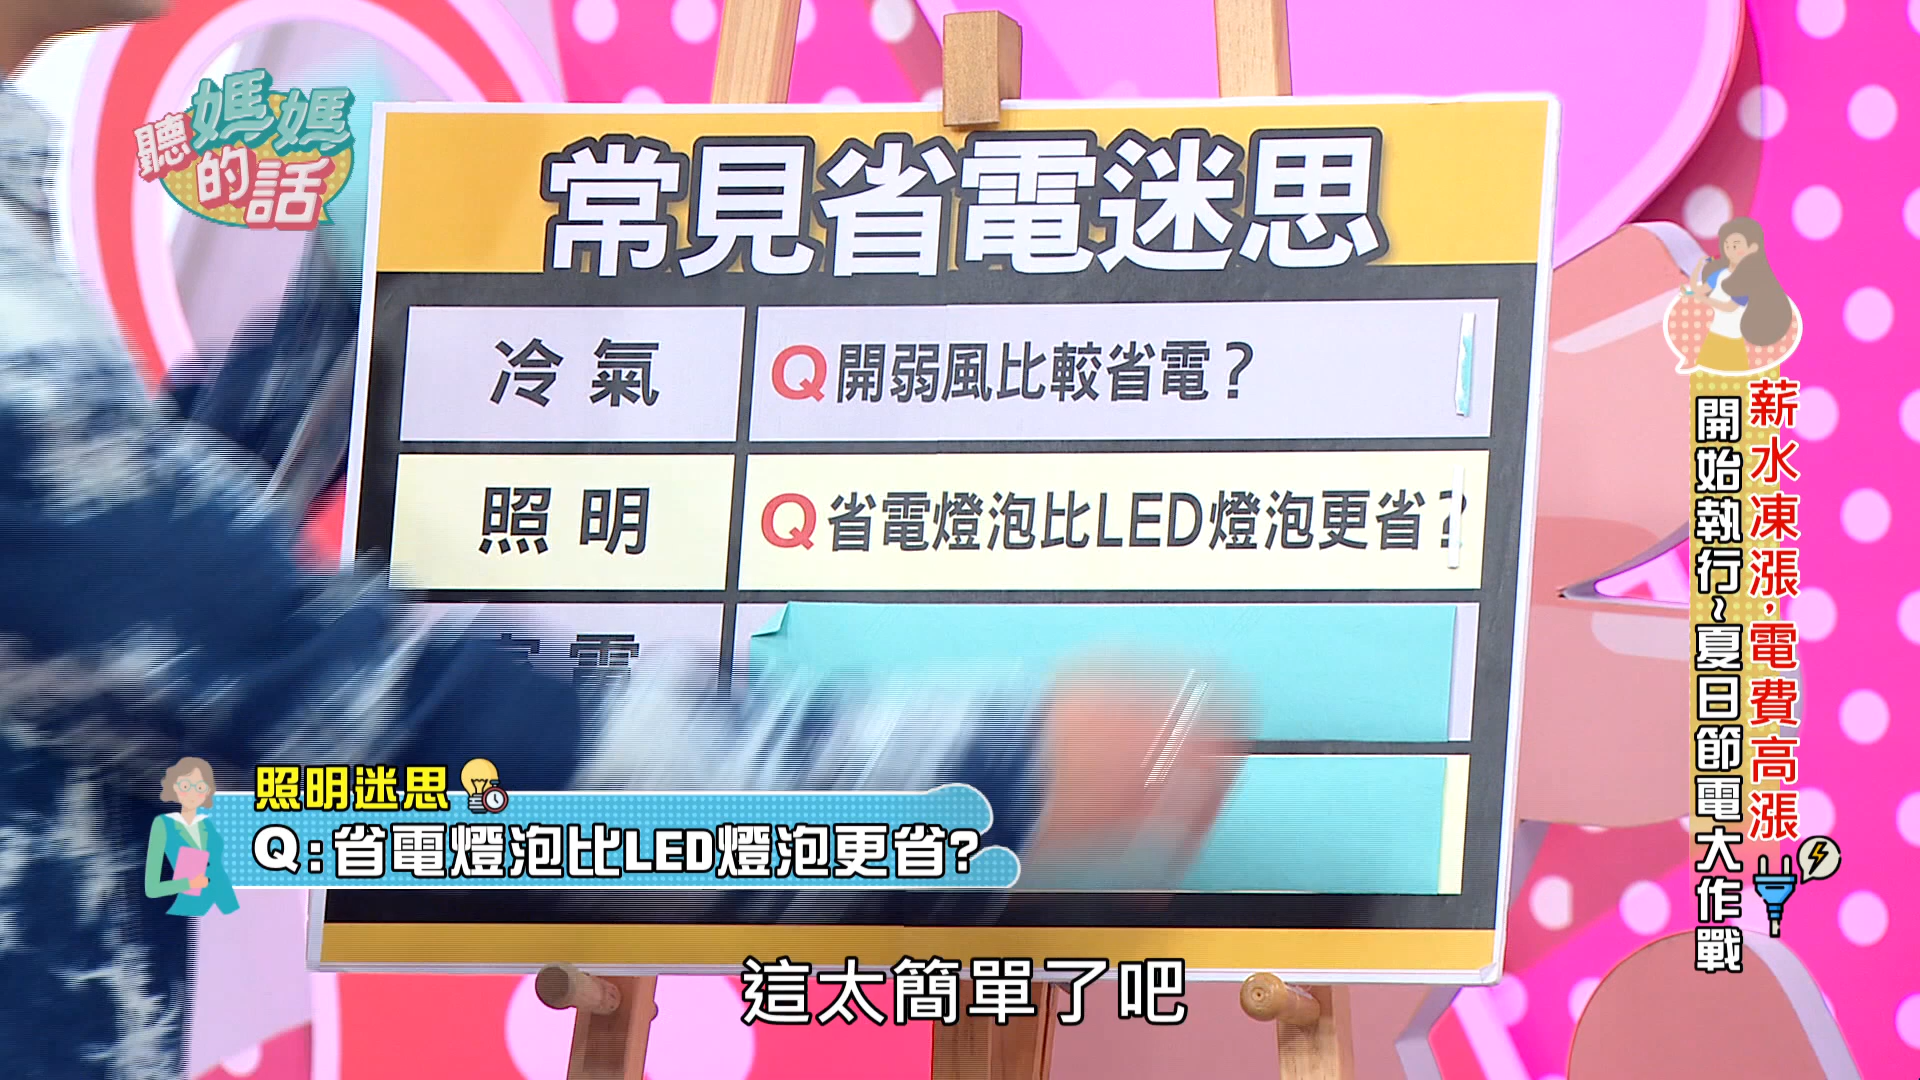 聽媽媽的話
常見省電迷思
冷氣
Q開弱風比較省電?
照明
Q省電燈泡比LED燈泡更省?
電
薪水凍漲,電費高漲
開始執行~夏日節電大作戰
照明迷思
Q:省電燈泡比LED燈泡更省?
這太簡單了吧